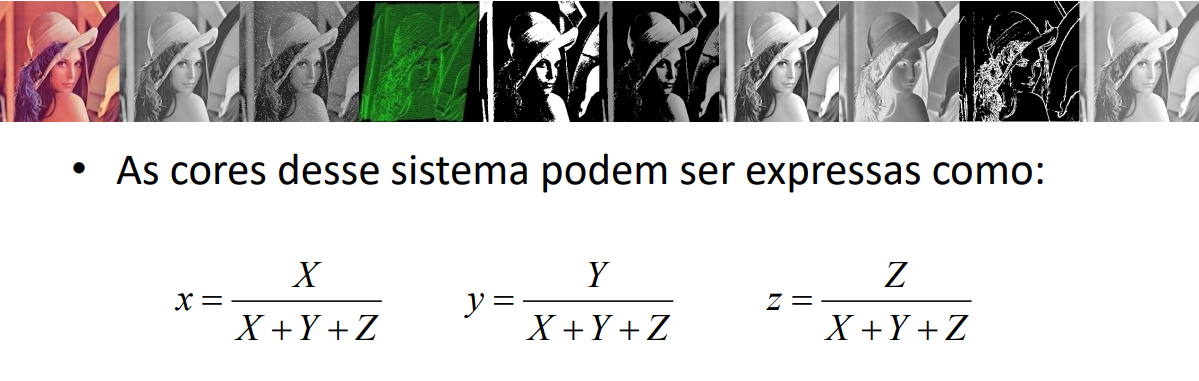 • As cores desse sistema podem ser expressas como:
x = X / (X + Y + Z)    y = Y / (X + Y + Z)    z = Z / (X + Y + Z)